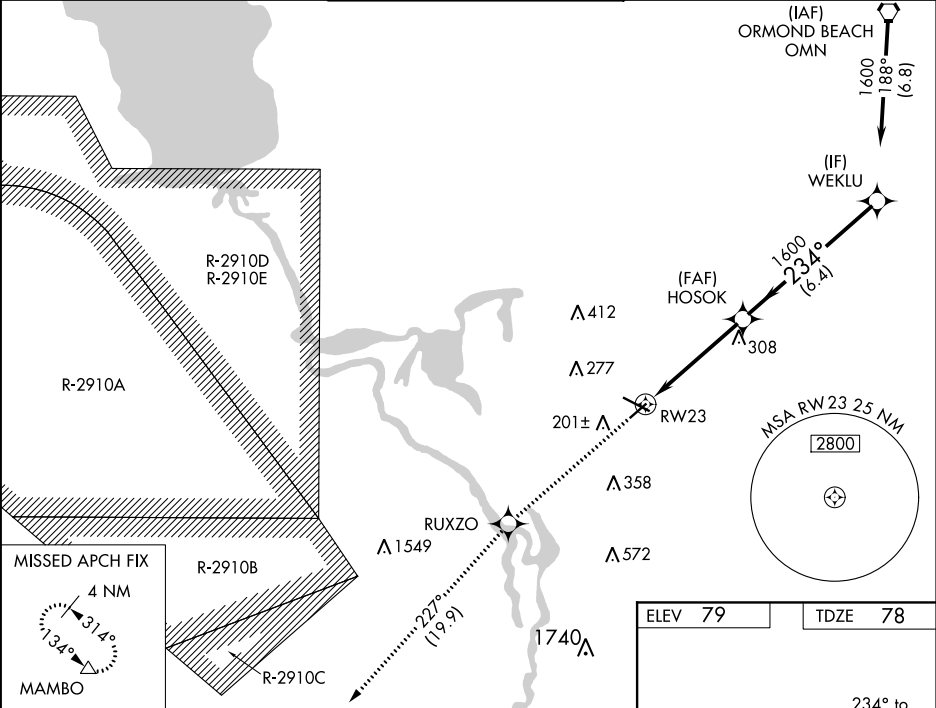 (IAF)
ORMOND BEACH
OMN
1600
188°
(6.8)
(IF)
WEKLU
1600
234°
(6.4)
(FAF)
HOSOK
R-2910D
R-2910E
412
308
277
R-2910A
201±
RW23
MSA RW 23 25 NM
2800
358
RUXZO
1549
572
MISSED APCH FIX
4 NM
314°
134°
MAMBO
R-2910B
227°
(19.9)
1740
R-2910C
ELEV 79
TDZE 78
234° to